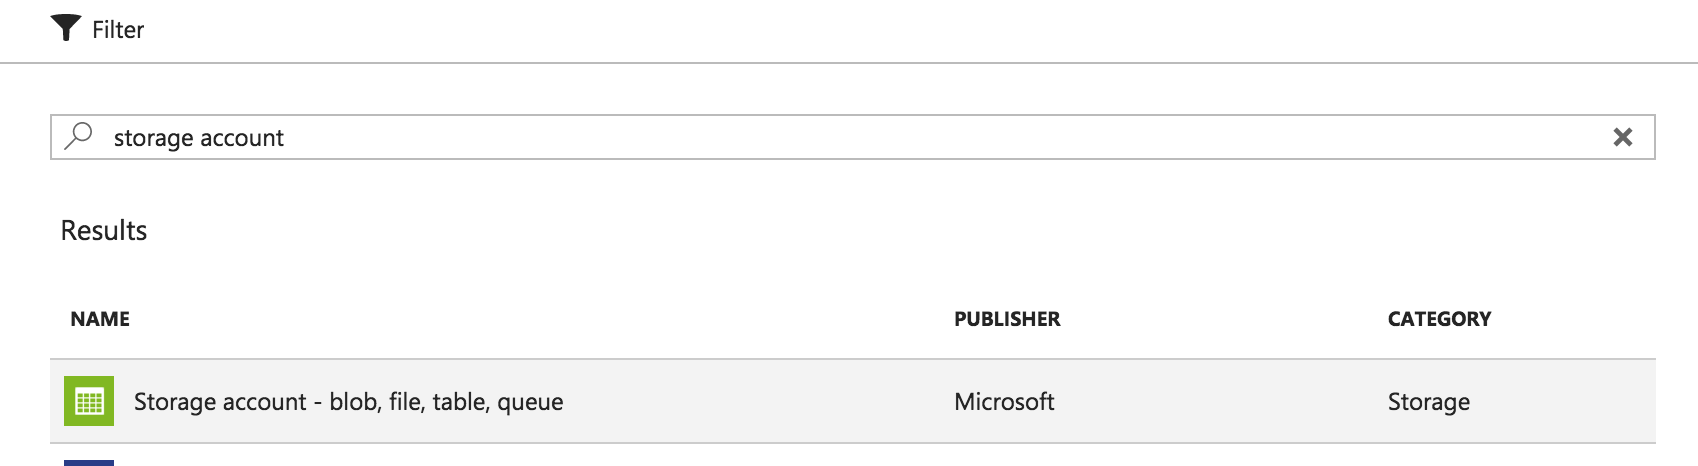 Filter
storage account
Results
NAME PUBLISHER CATEGORY
Storage account - blob, file, table, queue Microsoft Storage